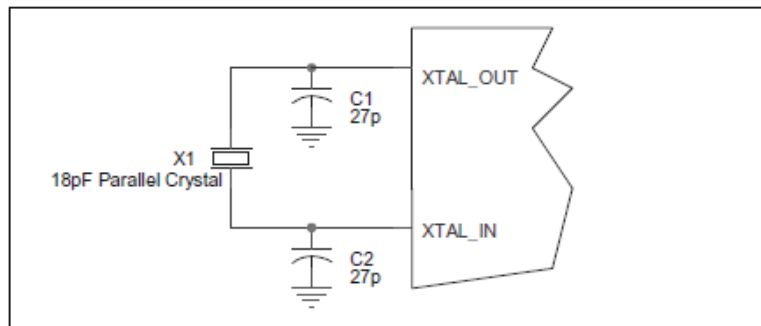 XTAL_OUT
C1
27p
X1
18pF Parallel Crystal
XTAL_IN
C2
27p